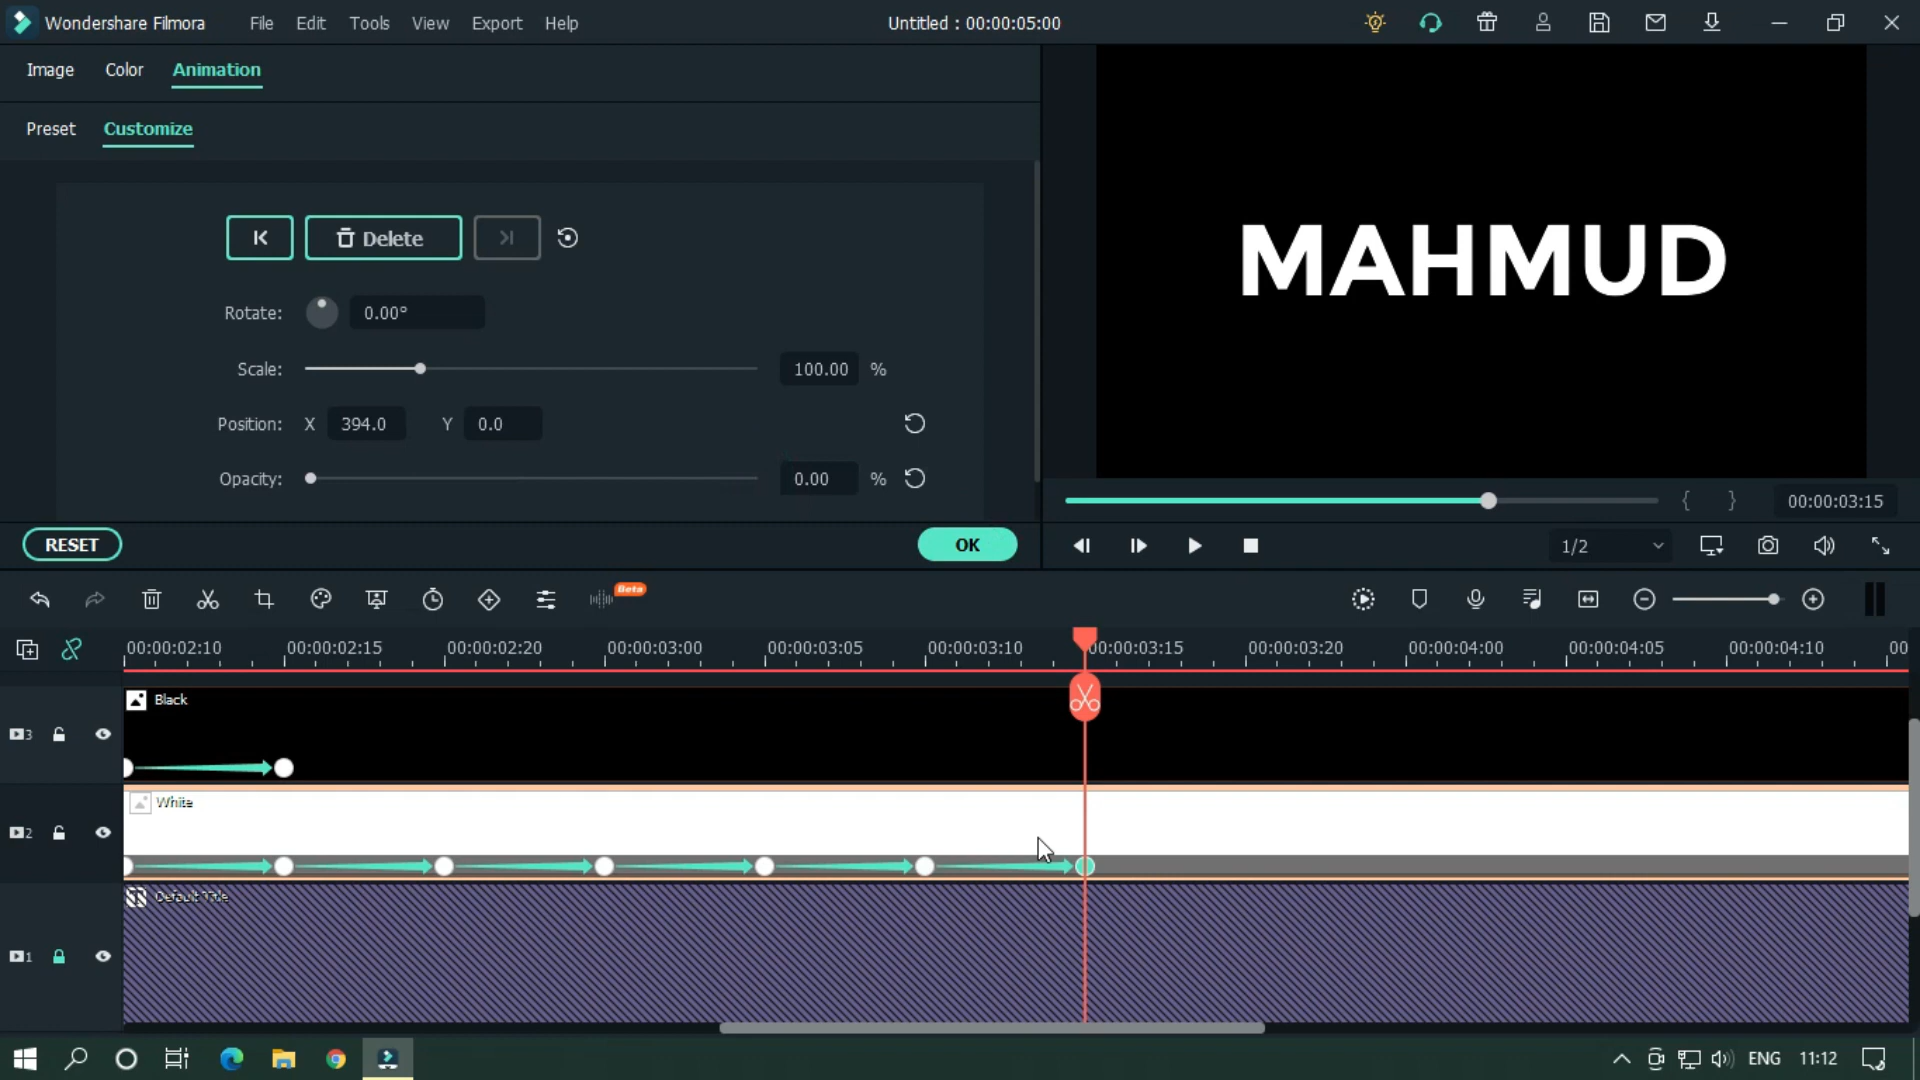 Wondershare Filmora File Edit Tools View Export Help Untitled : 00:00:05:00
Image Color Animation
Preset Customize
Delete
Rotate: 0.00°
Scale: 100.00 %
Position: X 394.0 Y 0.0
Opacity: 0.00 %
RESET OK
MAHMUD
{ } 00:00:03:15
1/2
Beta
00:00:02:10 00:00:02:15 00:00:02:20 00:00:03:00 00:00:03:05 00:00:03:10 00:00:03:15 00:00:03:20 00:00:04:00 00:00:04:05 00:00:04:10 00
Black
3
White
2
Default Title
1
ENG 11:12